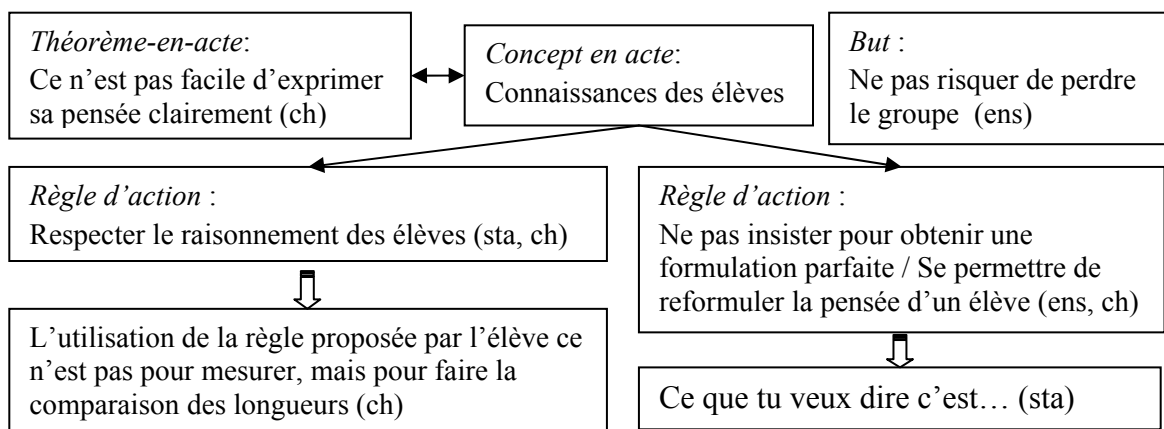 Théorème-en-acte:
Ce n’est pas facile d’exprimer
sa pensée clairement (ch)
Concept en acte:
Connaissances des élèves
But :
Ne pas risquer de perdre
le groupe (ens)
Règle d’action :
Respecter le raisonnement des élèves (sta, ch)
Règle d’action :
Ne pas insister pour obtenir une
formulation parfaite / Se permettre de
reformuler la pensée d’un élève (ens, ch)
L’utilisation de la règle proposée par l’élève ce
n’est pas pour mesurer, mais pour faire la
comparaison des longueurs (ch)
Ce que tu veux dire c’est… (sta)